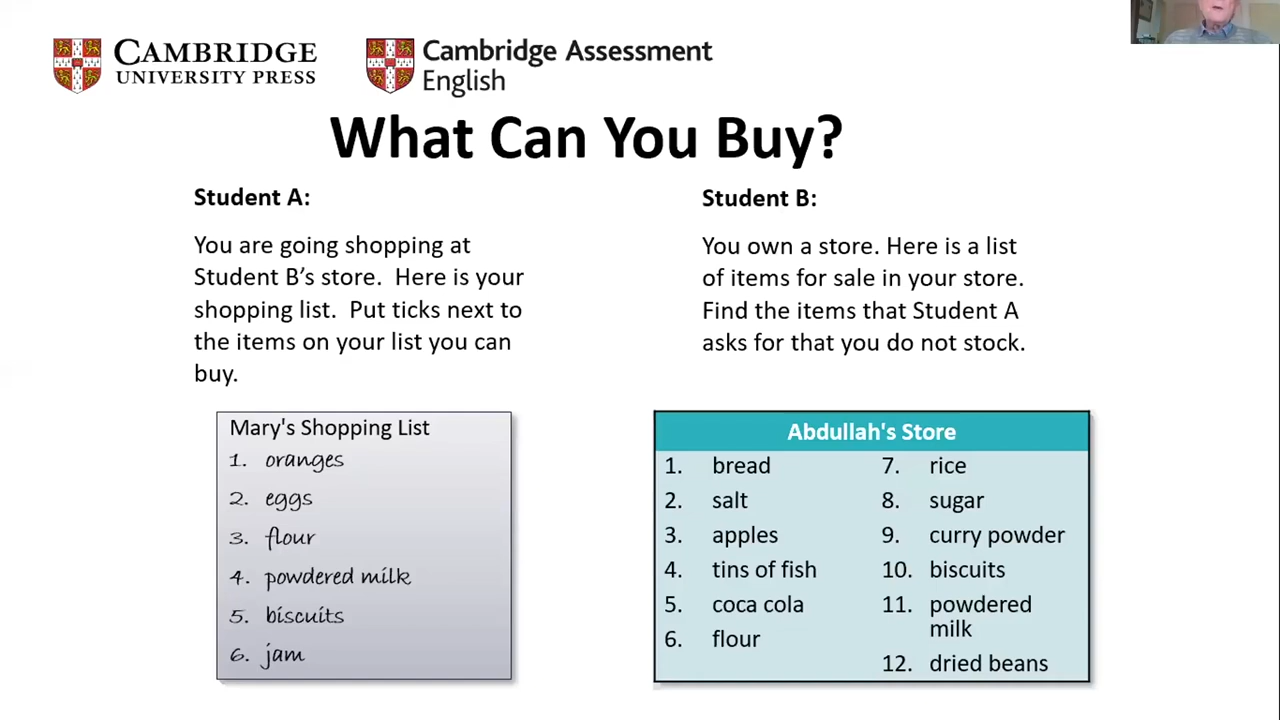 CAMBRIDGE
UNIVERSITY PRESS
Cambridge Assessment
English
What Can You Buy?
Student A:
You are going shopping at
Student B’s store.  Here is your
shopping list.  Put ticks next to
the items on your list you can
buy.
Student B:
You own a store. Here is a list
of items for sale in your store.
Find the items that Student A
asks for that you do not stock.
Mary's Shopping List
1. oranges
2. eggs
3. flour
4. powdered milk
5. biscuits
6. jam
Abdullah's Store
1. bread
2. salt
3. apples
4. tins of fish
5. coca cola
6. flour
7. rice
8. sugar
9. curry powder
10. biscuits
11. powdered
milk
12. dried beans